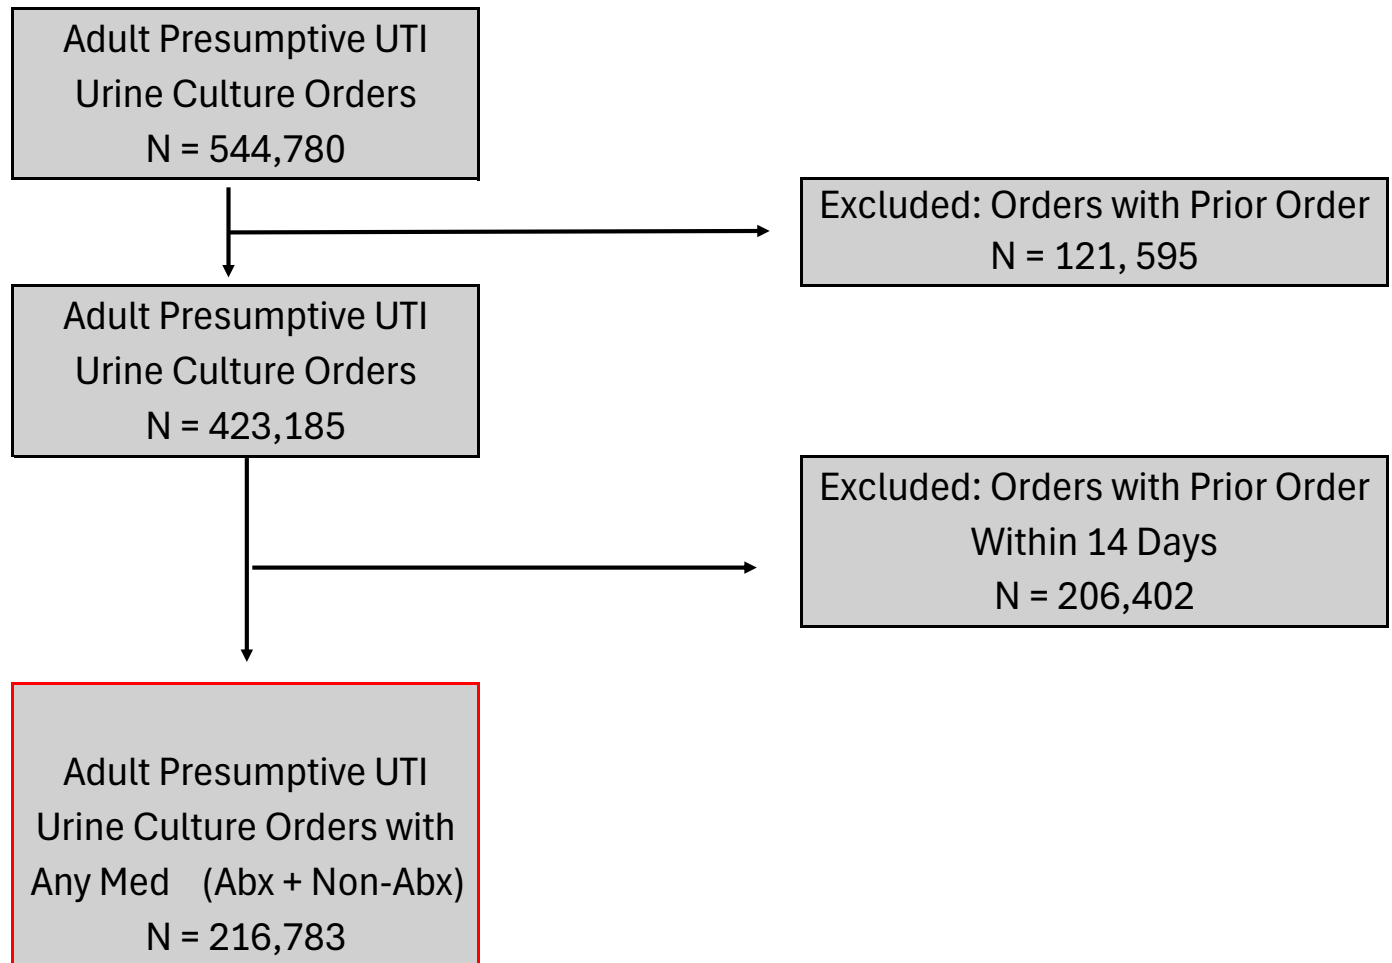 Adult Presumptive UTI
Urine Culture Orders
N = 544,780
Excluded: Orders with Prior Order
N = 121, 595
Adult Presumptive UTI
Urine Culture Orders
N = 423,185
Excluded: Orders with Prior Order
Within 14 Days
N = 206,402
Adult Presumptive UTI
Urine Culture Orders with
Any Med (Abx + Non-Abx)
N = 216,783